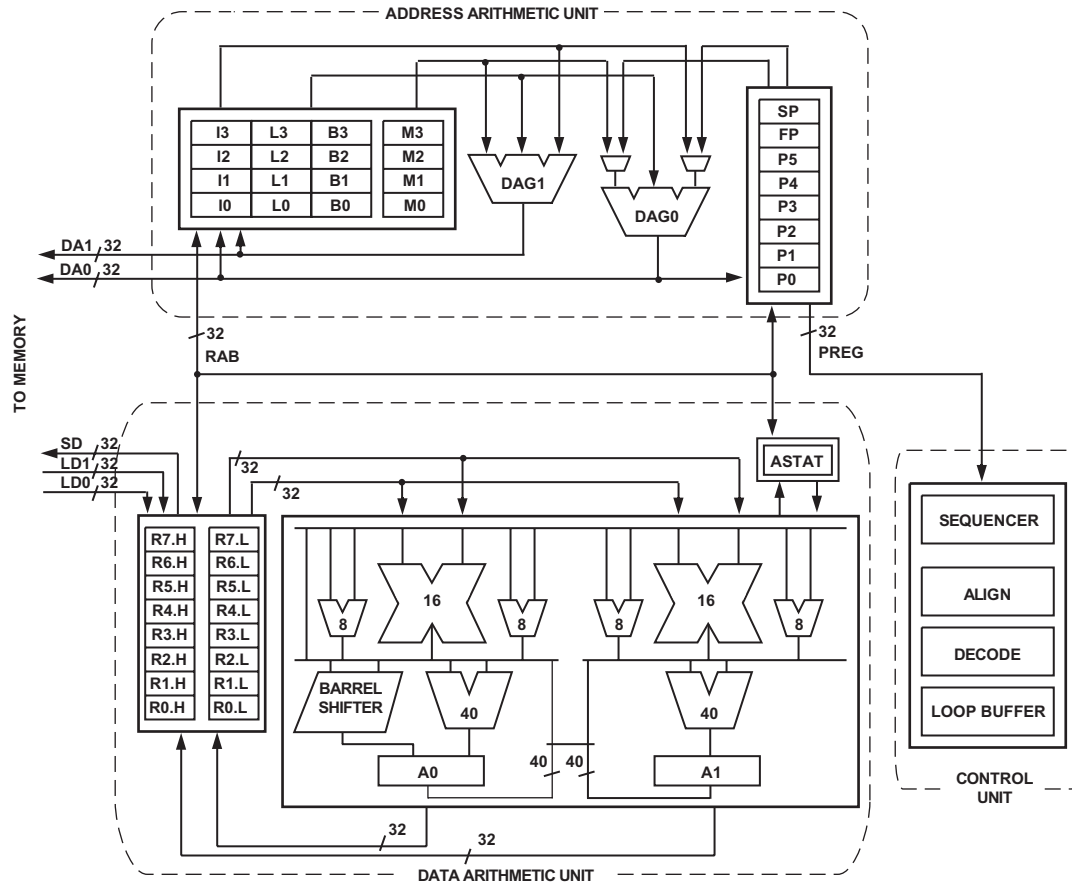 ADDRESS ARITHMETIC UNIT
I3 L3 B3 M3
I2 L2 B2 M2
I1 L1 B1 M1
I0 L0 B0 M0
DAG1
DAG0
SP
FP
P5
P4
P3
P2
P1
P0
DA1 32
DA0 32
TO MEMORY
32
RAB
32
PREG
SD 32
LD1 32
LD0 32
32
32
ASTAT
R7.H R7.L
R6.H R6.L
R5.H R5.L
R4.H R4.L
R3.H R3.L
R2.H R2.L
R1.H R1.L
R0.H R0.L
16
8
8
8
16
8
BARREL
SHIFTER
40
40
A0
40 40
A1
32
32
DATA ARITHMETIC UNIT
SEQUENCER
ALIGN
DECODE
LOOP BUFFER
CONTROL
UNIT